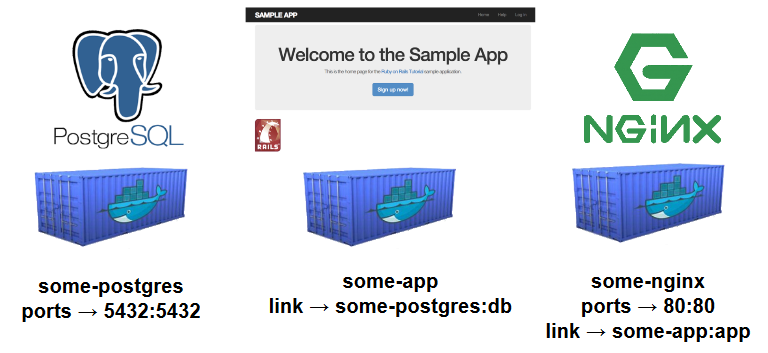 SAMPLE APP
Home Help Log in
Welcome to the Sample App
This is the home page for the Ruby on Rails Tutorial sample application.
Sign up now!
RAILS
PostgreSQL
NGINX
some-postgres
ports → 5432:5432
some-app
link → some-postgres:db
some-nginx
ports → 80:80
link → some-app:app